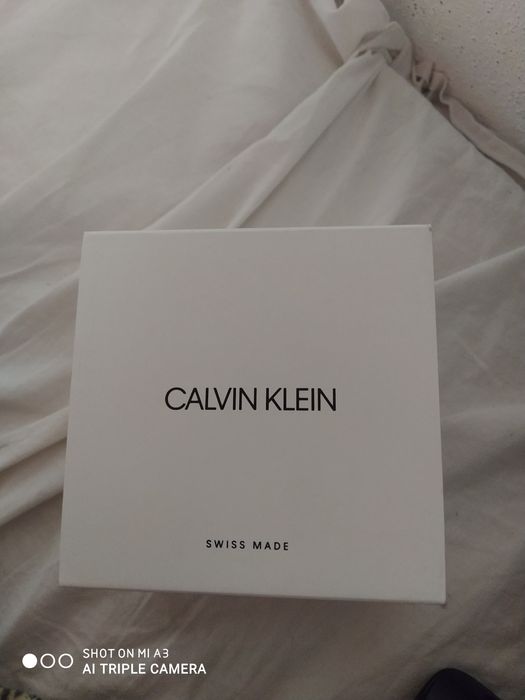 CALVIN KLEIN
SWISS MADE
SHOT ON MI A3
AI TRIPLE CAMERA